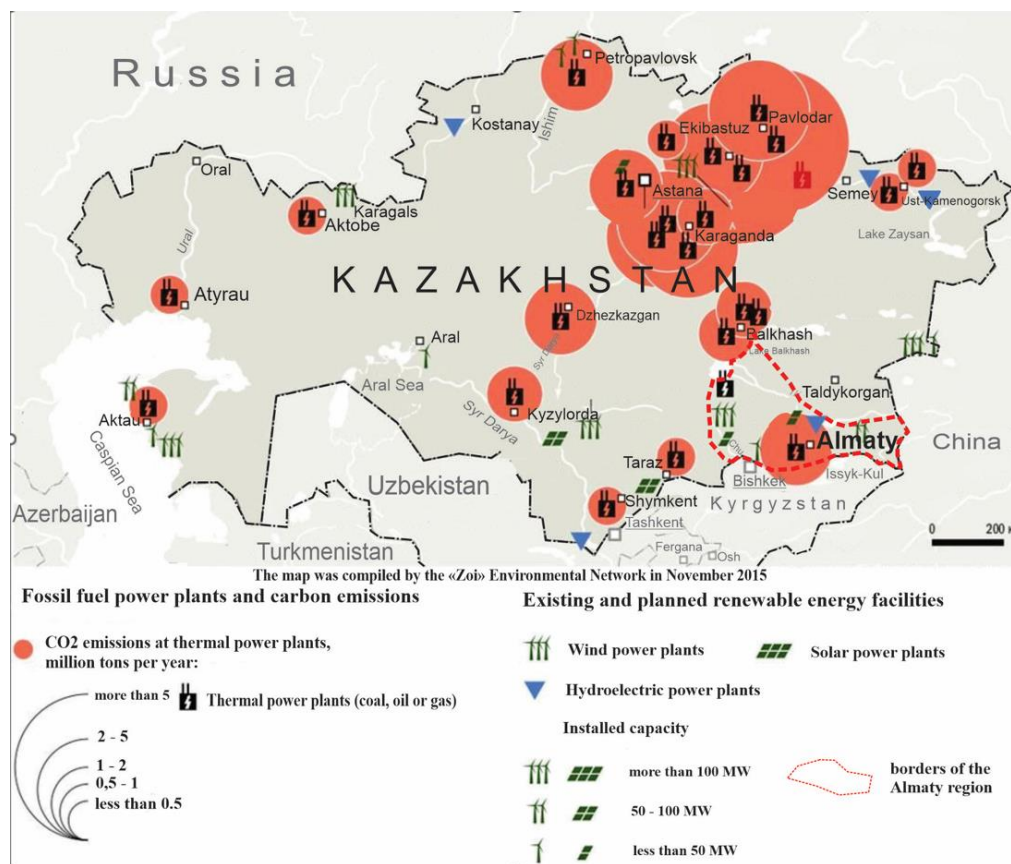 Russia
Petropavlovsk
Kostanay
Ishim
Ekibastuz
Pavlodar
Oral
Karagals
Aktobe
Astana
Semey
Ust-Kamenogorsk
Lake Zaysan
Karaganda
Ural
KAZAKHSTAN
Atyrau
Dzhezkazgan
Syr Darya
Balkhash
Lake Balkhash
Aral
Aral Sea
Taldykorgan
Aktau
Kyzylorda
Syr Darya
Almaty
China
Caspian Sea
Chu
Taraz
Bishkek
Issyk-Kul
Uzbekistan
Shymkent
Kyrgyzstan
Azerbaijan
Tashkent
Turkmenistan
Fergana
Osh
0 200
The map was compiled by the «Zoi» Environmental Network in November 2015
Fossil fuel power plants and carbon emissions
CO2 emissions at thermal power plants,
million tons per year:
more than 5
Thermal power plants (coal, oil or gas)
2 - 5
1 - 2
0,5 - 1
less than 0.5
Existing and planned renewable energy facilities
Wind power plants
Solar power plants
Hydroelectric power plants
Installed capacity
more than 100 MW
50 - 100 MW
less than 50 MW
borders of the
Almaty region